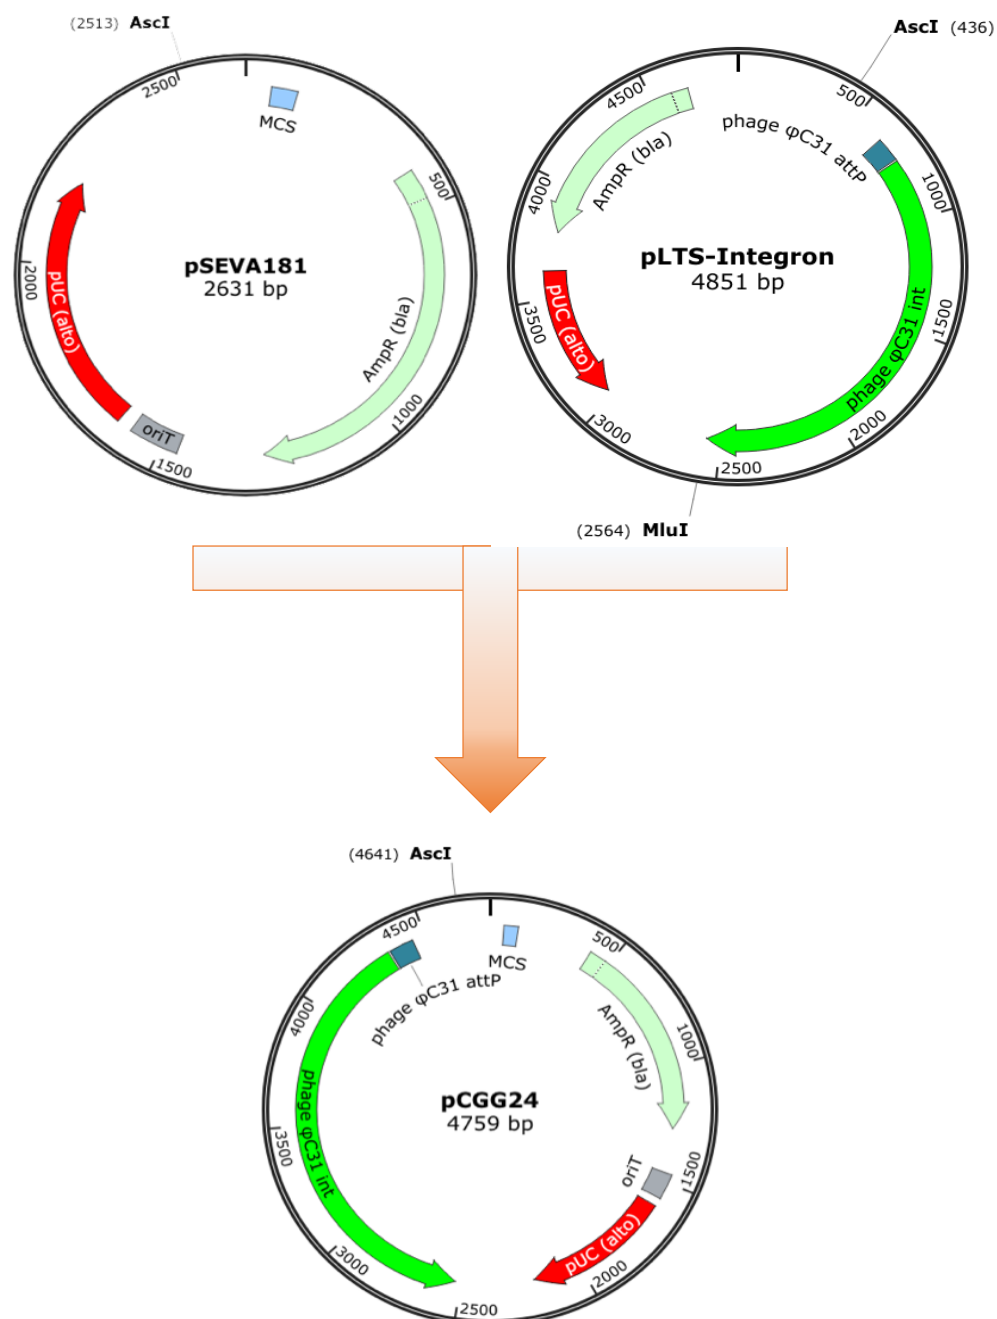 (2513) AscI
2500
MCS
500
pSEVA181
2631 bp
2000
pUC (alto)
AmpR (bla)
1000
oriT
1500
AscI (436)
4500
500
phage φC31 attP
AmpR (bla)
4000
1000
pLTS-Integron
4851 bp
3500
pUC (alto)
phage φC31 int
1500
3000
2000
2500
(2564) MluI
(4641) AscI
4500
MCS
500
phage φC31 attP
AmpR (bla)
4000
1000
pCGG24
4759 bp
3500
phage φC31 int
oriT
1500
pUC (alto)
3000
2000
2500